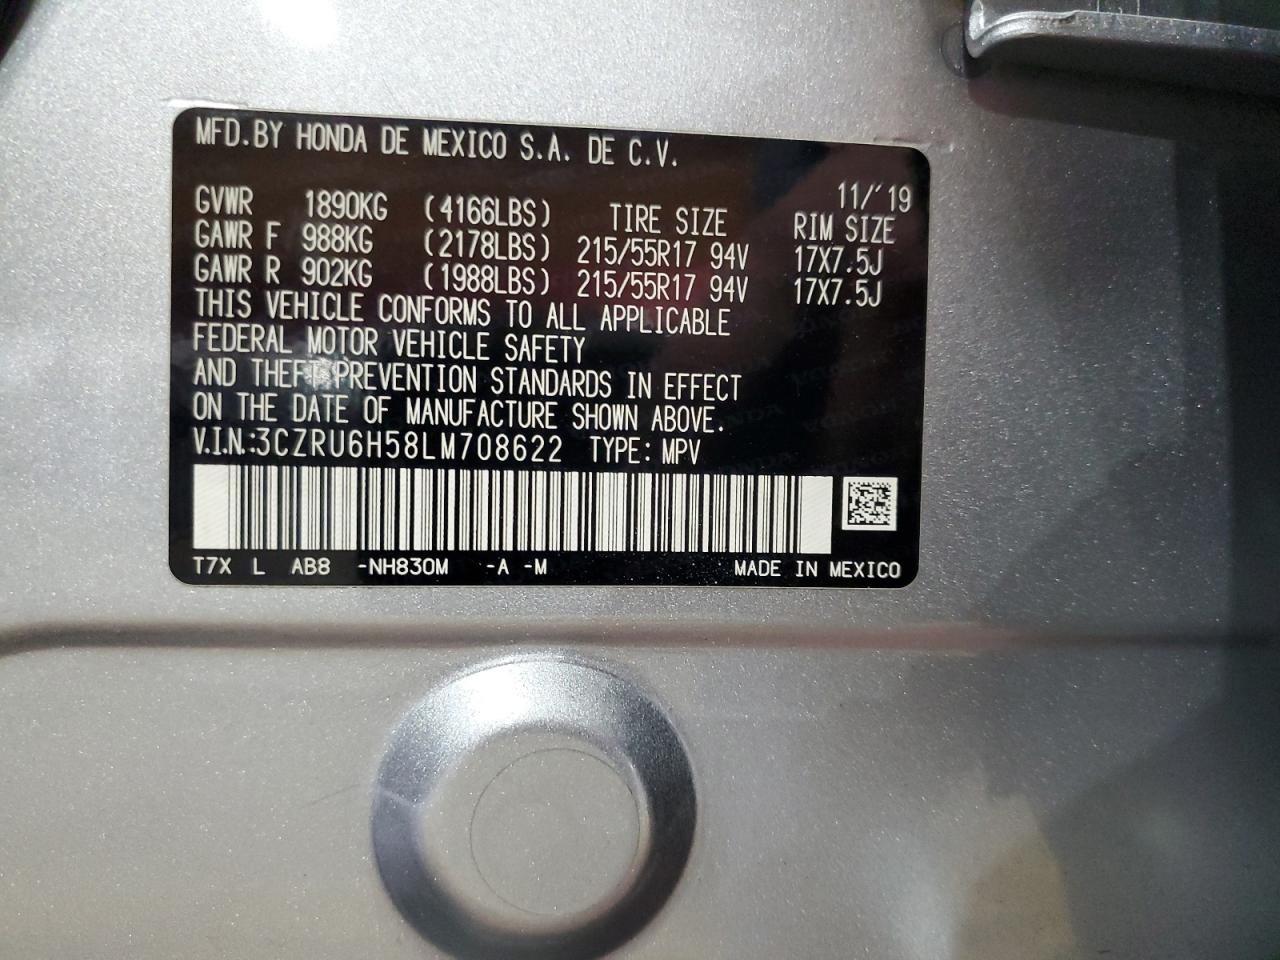 MFD.BY HONDA DE MEXICO S.A. DE C.V.
11/'19
GVWR 1890KG (4166LBS) TIRE SIZE RIM SIZE
GAWR F 988KG (2178LBS) 215/55R17 94V 17X7.5J
GAWR R 902KG (1988LBS) 215/55R17 94V 17X7.5J
THIS VEHICLE CONFORMS TO ALL APPLICABLE
FEDERAL MOTOR VEHICLE SAFETY
AND THEFT PREVENTION STANDARDS IN EFFECT
ON THE DATE OF MANUFACTURE SHOWN ABOVE.
V.I.N.:3CZRU6H58LM708622 TYPE: MPV
T7X L AB8 -NH830M -A -M MADE IN MEXICO